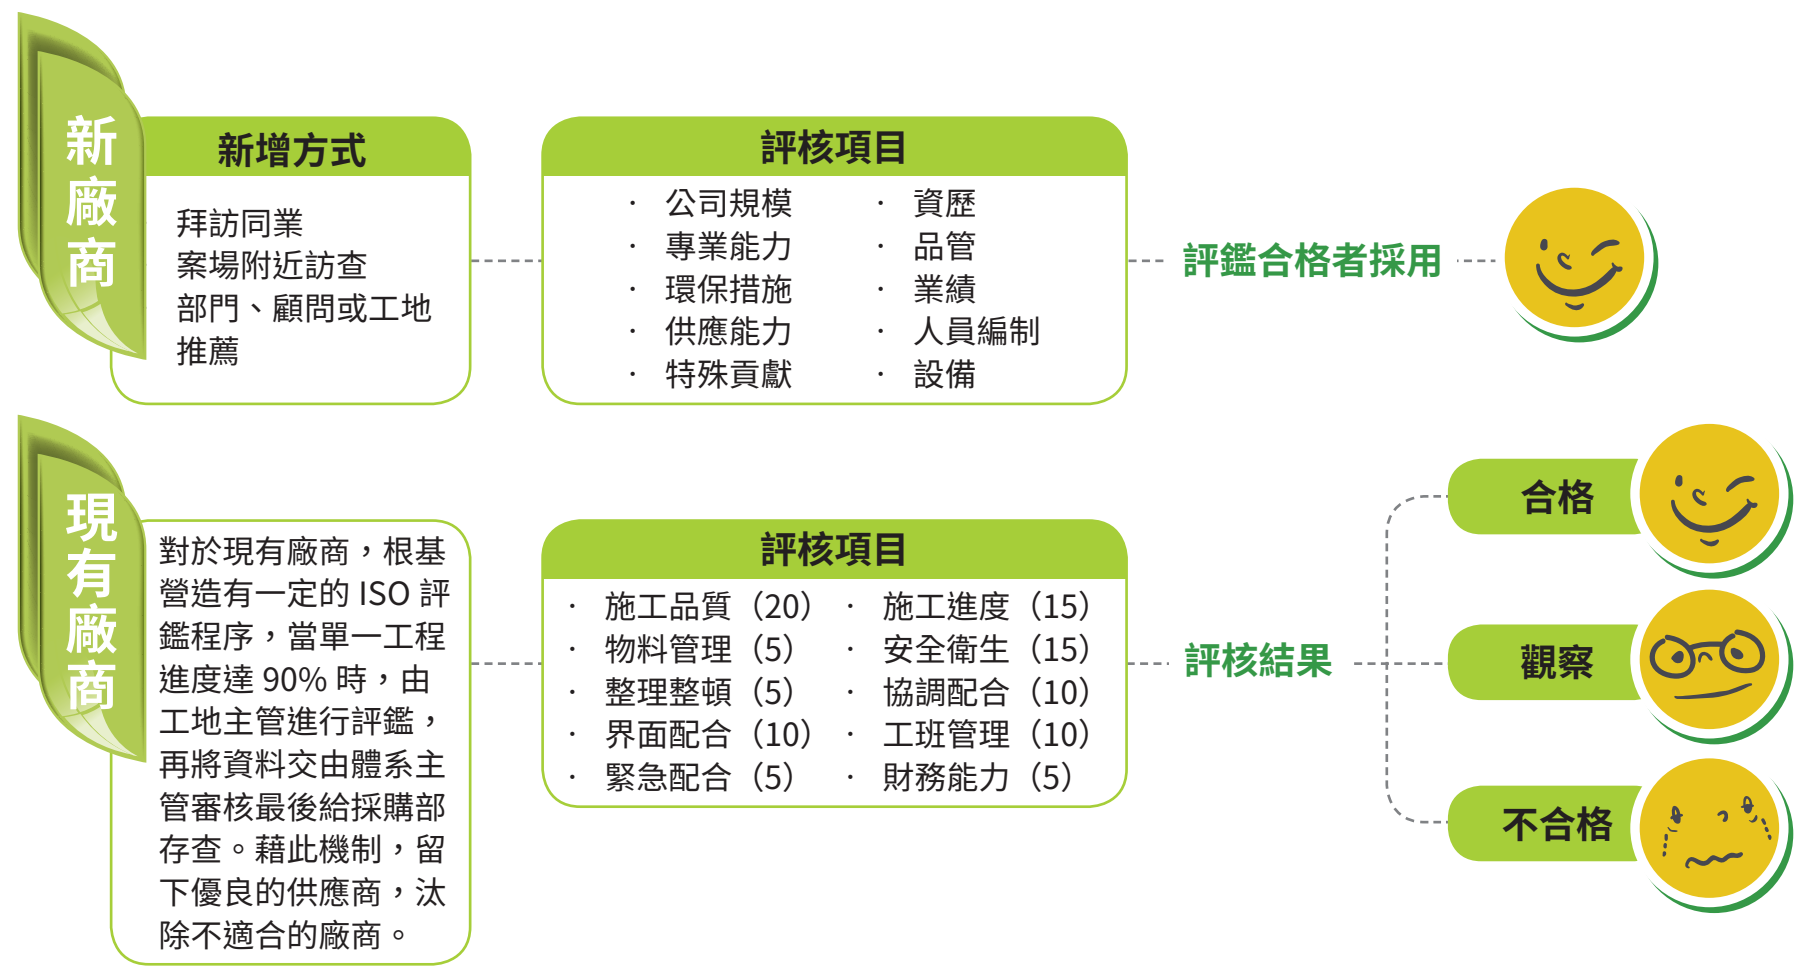 新廠商
新增方式
拜訪同業
案場附近訪查
部門、顧問或工地
推薦
評核項目
· 公司規模 · 資歷
· 專業能力 · 品管
· 環保措施 · 業績
· 供應能力 · 人員編制
· 特殊貢獻 · 設備
評鑑合格者採用
現有廠商
對於現有廠商，根基
營造有一定的 ISO 評
鑑程序，當單一工程
進度達 90% 時，由
工地主管進行評鑑，
再將資料交由體系主
管審核最後給採購部
存查。藉此機制，留
下優良的供應商，汰
除不適合的廠商。
評核項目
· 施工品質（20） · 施工進度（15）
· 物料管理（5） · 安全衛生（15）
· 整理整頓（5） · 協調配合（10）
· 界面配合（10） · 工班管理（10）
· 緊急配合（5） · 財務能力（5）
評核結果
合格
觀察
不合格